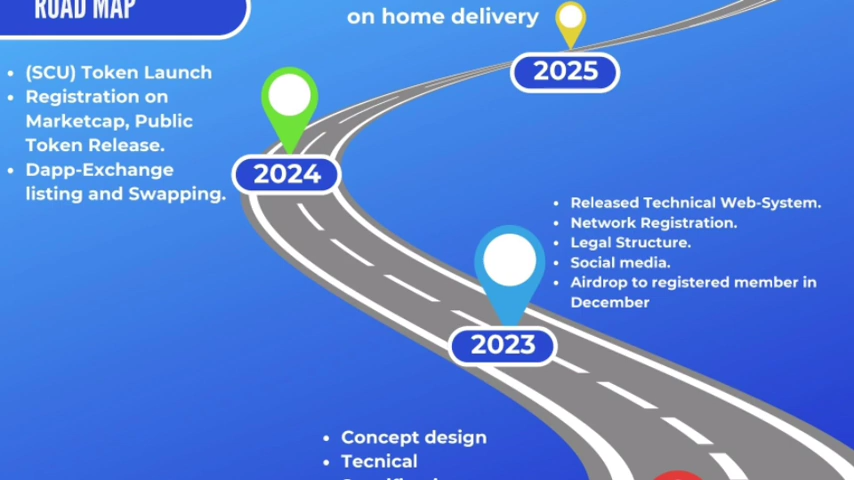 ROAD MAP
on home delivery
2025
• (SCU) Token Launch
• Registration on
Marketcap, Public
Token Release.
• Dapp-Exchange
listing and Swapping.
2024
• Released Technical Web-System.
• Network Registration.
• Legal Structure.
• Social media.
• Airdrop to registered member in
December
2023
• Concept design
• Tecnical